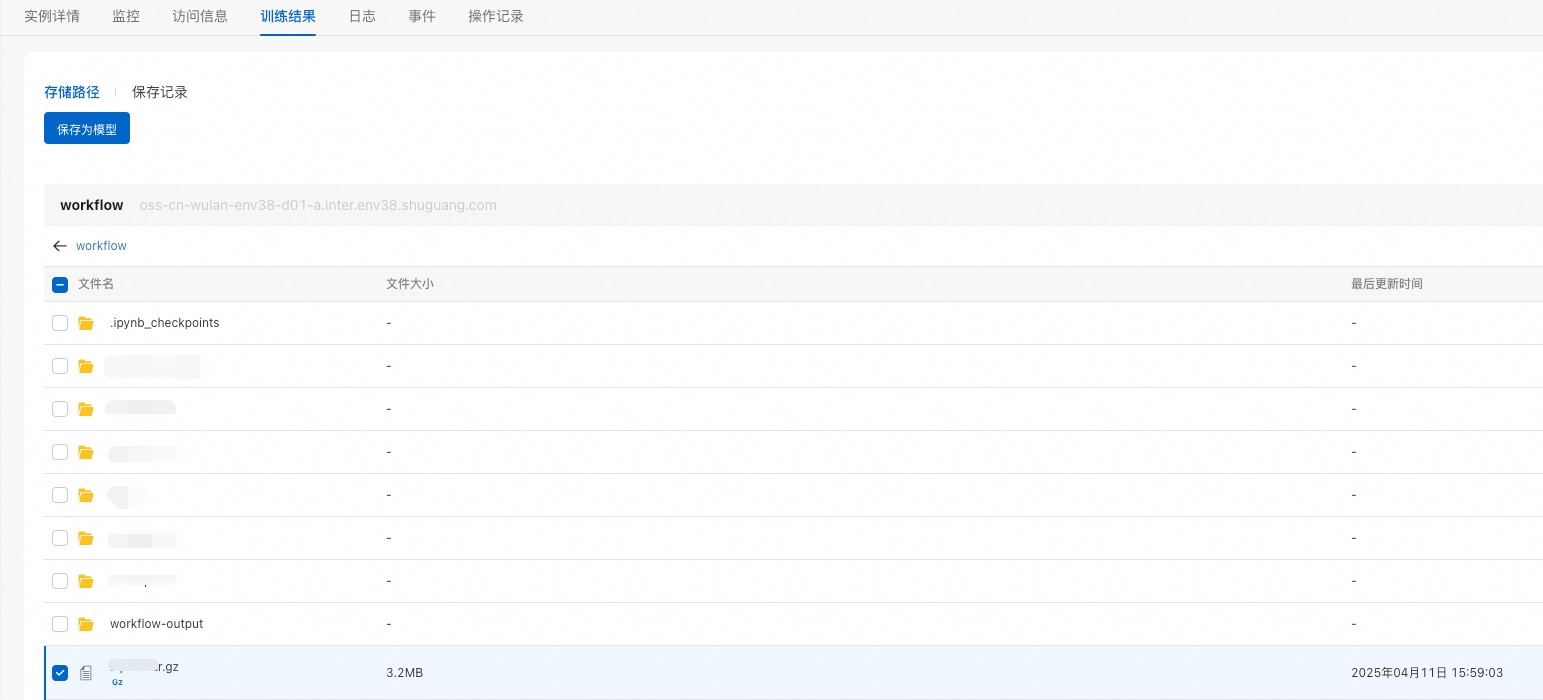 实例详情 监控 访问信息 训练结果 日志 事件 操作记录
存储路径 保存记录
保存为模型
workflow oss-cn-wulan-env38-d01-a.inter.env38.shuguang.com
workflow
文件名 文件大小 最后更新时间
.ipynb_checkpoints - -
- -
- -
- -
- -
- -
- -
workflow-output - -
r.gz 3.2MB 2025年04月11日 15:59:03
Gz